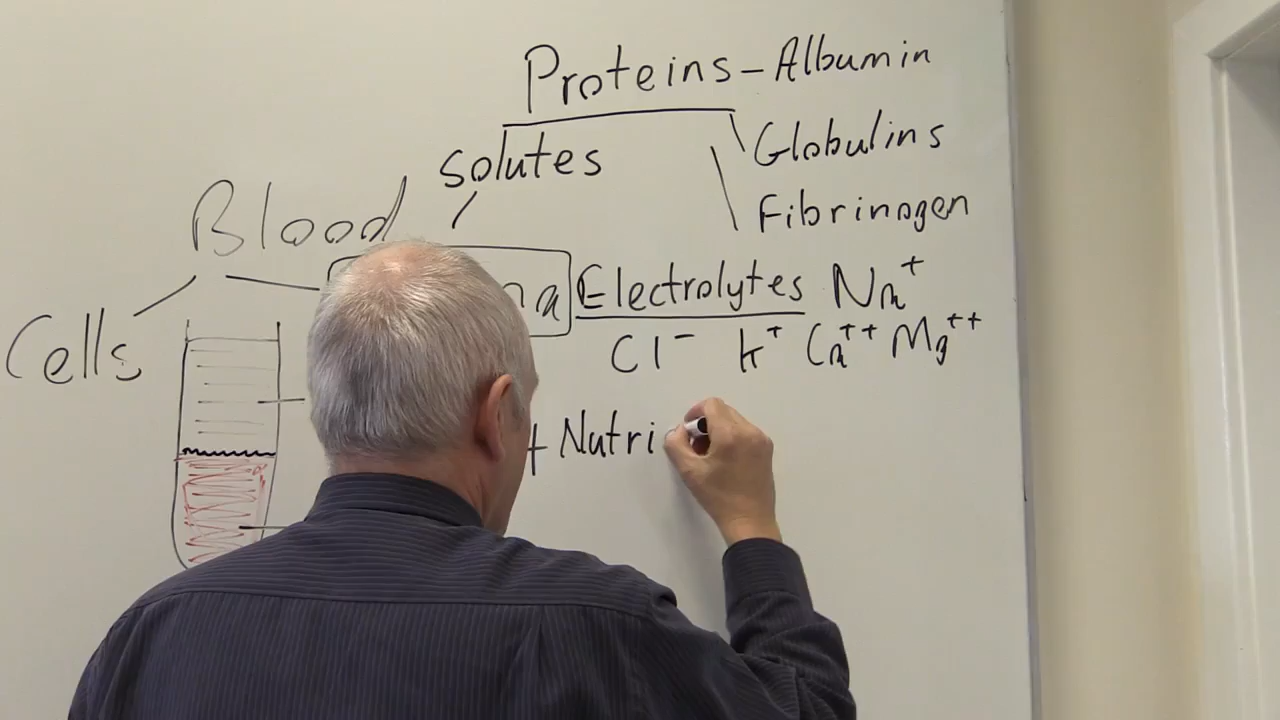 Proteins - Albumin
Globulins
solutes
Fibrinogen
Blood
Electrolytes Na⁺
Cl⁻ K⁺ Ca⁺⁺ Mg⁺⁺
Cells
+ Nutri